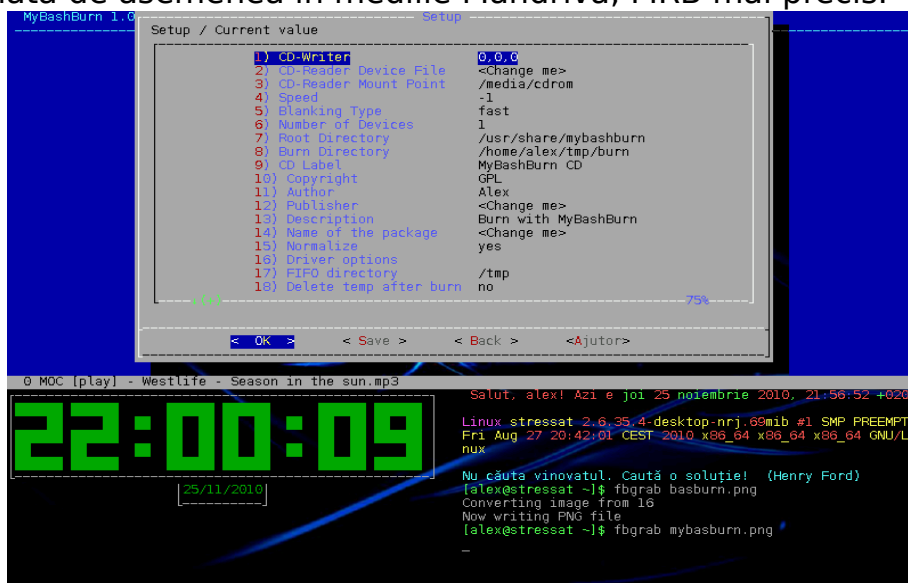 de asemenea în mediile Mandriva, MRB mai precis.
MyBashBurn 1.0
Setup
Setup / Current value
1) CD-Writer 0,0,0
2) CD-Reader Device File <Change me>
3) CD-Reader Mount Point /media/cdrom
4) Speed -1
5) Blanking Type fast
6) Number of Devices 1
7) Root Directory /usr/share/mybashburn
8) Burn Directory /home/alex/tmp/burn
9) CD Label MyBashBurn CD
10) Copyright GPL
11) Author Alex
12) Publisher <Change me>
13) Description Burn with MyBashBurn
14) Name of the package <Change me>
15) Normalize yes
16) Driver options
17) FIFO directory /tmp
18) Delete temp after burn no
(+) 75%
< OK > < Save > < Back > <Ajutor>
0 MOC [play] - Westlife - Season in the sun.mp3
22:00:09
25/11/2010
Salut, alex! Azi e joi 25 noiembrie 2010, 21:56:52 +020
Linux stressat 2.6.35.4-desktop-nrj.69mib #1 SMP PREEMPT
Fri Aug 27 20:42:01 CEST 2010 x86_64 x86_64 x86_64 GNU/L
nux
Nu căuta vinovatul. Caută o soluție! (Henry Ford)
[alex@stressat ~]$ fbgrab basburn.png
Converting image from 16
Now writing PNG file
[alex@stressat ~]$ fbgrab mybasburn.png
_